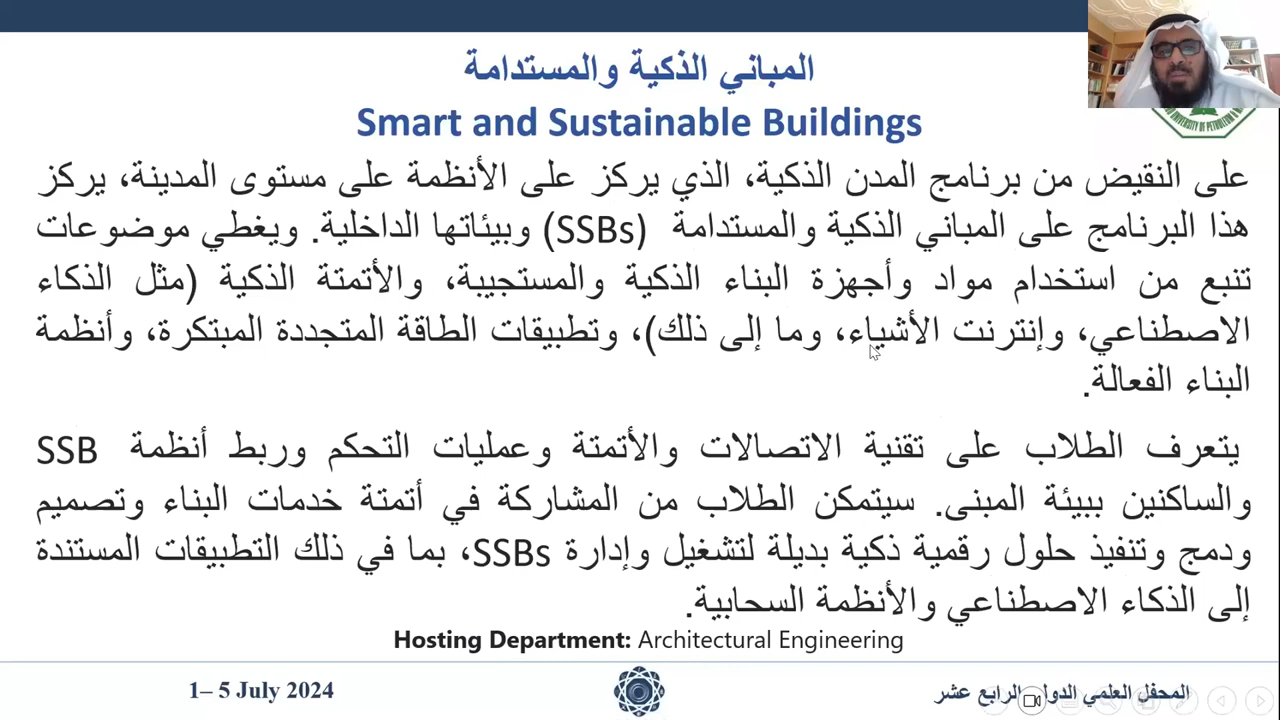 المباني الذكية والمستدامة
Smart and Sustainable Buildings
على النقيض من برنامج المدن الذكية، الذي يركز على الأنظمة على مستوى المدينة، يركز
هذا البرنامج على المباني الذكية والمستدامة (SSBs) وبيئاتها الداخلية. ويغطي موضوعات
تنبع من استخدام مواد وأجهزة البناء الذكية والمستجيبة، والأتمتة الذكية (مثل الذكاء
الاصطناعي، وإنترنت الأشياء، وما إلى ذلك)، وتطبيقات الطاقة المتجددة المبتكرة، وأنظمة
البناء الفعالة.
يتعرف الطلاب على تقنية الاتصالات والأتمتة وعمليات التحكم وربط أنظمة SSB
والساكنين ببيئة المبنى. سيتمكن الطلاب من المشاركة في أتمتة خدمات البناء وتصميم
ودمج وتنفيذ حلول رقمية ذكية بديلة لتشغيل وإدارة SSBs، بما في ذلك التطبيقات المستندة
إلى الذكاء الاصطناعي والأنظمة السحابية.
Hosting Department: Architectural Engineering
1– 5 July 2024
المحفل العلمي الدولي الرابع عشر